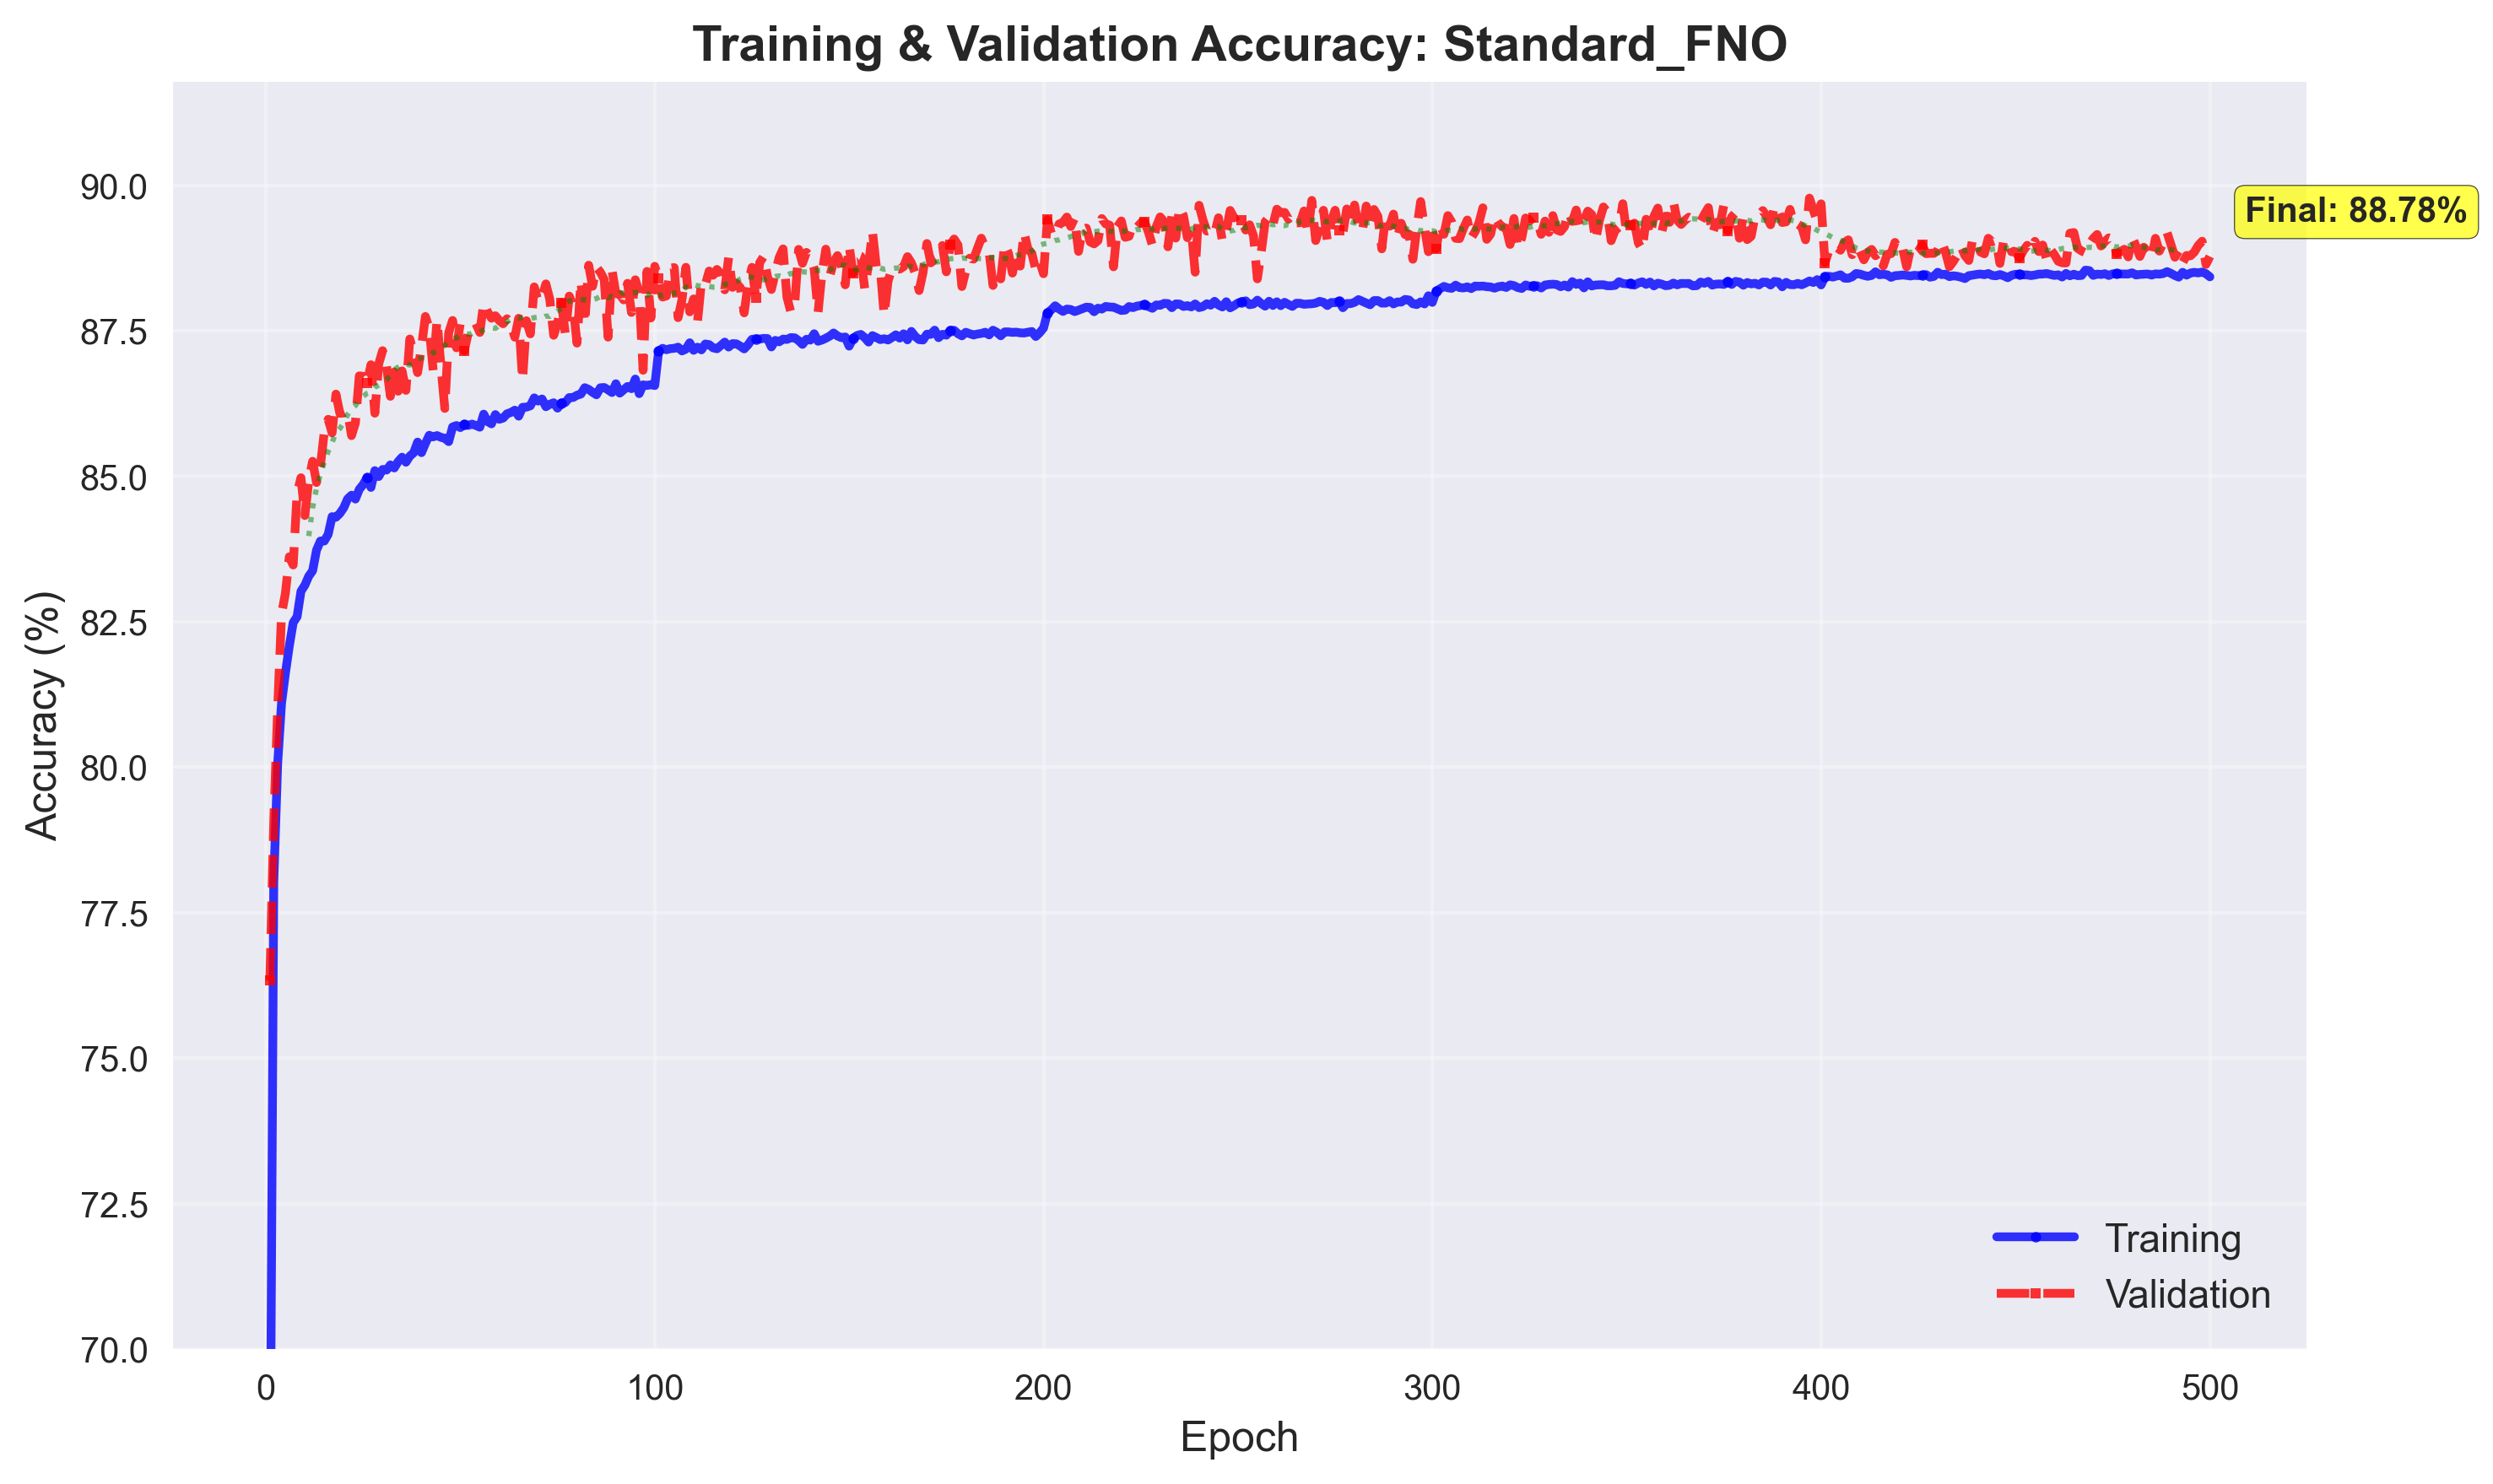 Training & Validation Accuracy: Standard_FNO
90.0
87.5
85.0
82.5
80.0
77.5
75.0
72.5
70.0
Accuracy (%)
Final: 88.78%
Training
Validation
0 100 200 300 400 500
Epoch